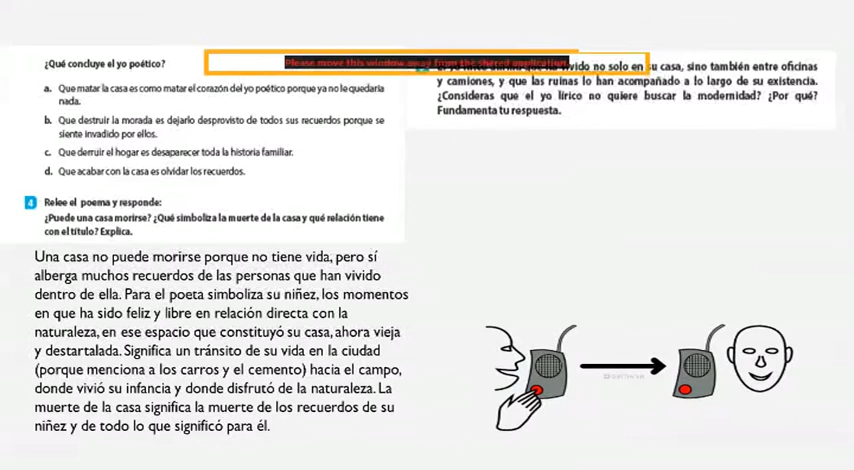 ¿Qué concluye el yo poético?
a. Que matar la casa es como matar el corazón del yo poético porque ya no le quedaría
nada.
b. Que destruir la morada es dejarlo desprovisto de todos sus recuerdos porque se
siente invadido por ellos.
c. Que derruir el hogar es desaparecer toda la historia familiar.
d. Que acabar con la casa es olvidar los recuerdos.
4 Relee el poema y responde:
¿Puede una casa morirse? ¿Qué simboliza la muerte de la casa y qué relación tiene
con el título? Explica.
Una casa no puede morirse porque no tiene vida, pero sí
alberga muchos recuerdos de las personas que han vivido
dentro de ella. Para el poeta simboliza su niñez, los momentos
en que ha sido feliz y libre en relación directa con la
naturaleza, en ese espacio que constituyó su casa, ahora vieja
y destartalada. Significa un tránsito de su vida en la ciudad
(porque menciona a los carros y el cemento) hacia el campo,
donde vivió su infancia y donde disfrutó de la naturaleza. La
muerte de la casa significa la muerte de los recuerdos de su
niñez y de todo lo que significó para él.
Please move this window away from the shared application
vivido no solo en su casa, sino también entre oficinas
y camiones, y que las ruinas lo han acompañado a lo largo de su existencia.
¿Consideras que el yo lírico no quiere buscar la modernidad? ¿Por qué?
Fundamenta tu respuesta.